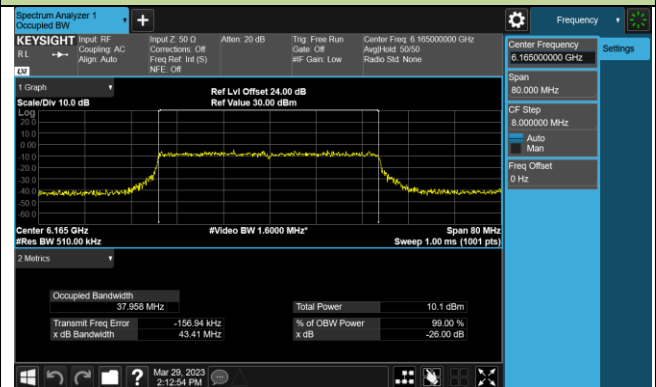 Spectrum Analyzer 1
Occupied BW
Frequency
KEYSIGHT
Input: RF
Input Z: 50 Ω
Atten: 20 dB
Trig: Free Run
Center Freq: 6.165000000 GHz
RL
Coupling: AC
Corrections: Off
Gate: Off
Avg|Hold: 50/50
Align: Auto
Freq Ref: Int (S)
#IF Gain: Low
Radio Std: None
NFE: Off
LXI
Center Frequency
6.165000000 GHz
Settings
Span
80.000 MHz
CF Step
8.000000 MHz
Auto
Man
Freq Offset
0 Hz
1 Graph
Ref Lvl Offset 24.00 dB
Scale/Div 10.0 dB
Ref Value 30.00 dBm
Log
20.0
10.0
0.00
-10.0
-20.0
-30.0
-40.0
-50.0
-60.0
Center 6.165 GHz
#Video BW 1.6000 MHz*
Span 80 MHz
#Res BW 510.00 kHz
Sweep 1.00 ms (1001 pts)
2 Metrics
Occupied Bandwidth
37.958 MHz
Total Power
10.1 dBm
Transmit Freq Error
-156.94 kHz
% of OBW Power
99.00 %
x dB Bandwidth
43.41 MHz
x dB
-26.00 dB
Mar 29, 2023
2:12:54 PM